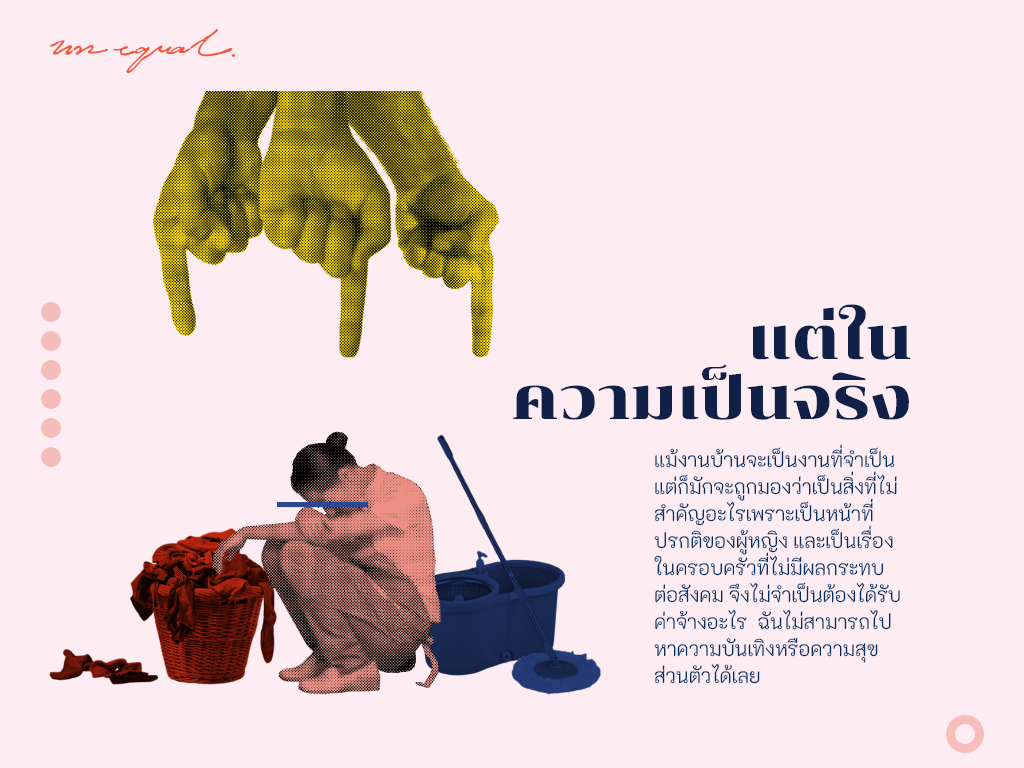 un equal.
แต่ใน
ความเป็นจริง
แม้งานบ้านจะเป็นงานที่จำเป็น
แต่ก็มักจะถูกมองว่าเป็นสิ่งที่ไม่
สำคัญอะไรเพราะเป็นหน้าที่
ปรกติของผู้หญิง และเป็นเรื่อง
ในครอบครัวที่ไม่มีผลกระทบ
ต่อสังคม จึงไม่จำเป็นต้องได้รับ
ค่าจ้างอะไร ฉันไม่สามารถไป
หาความบันเทิงหรือความสุข
ส่วนตัวได้เลย